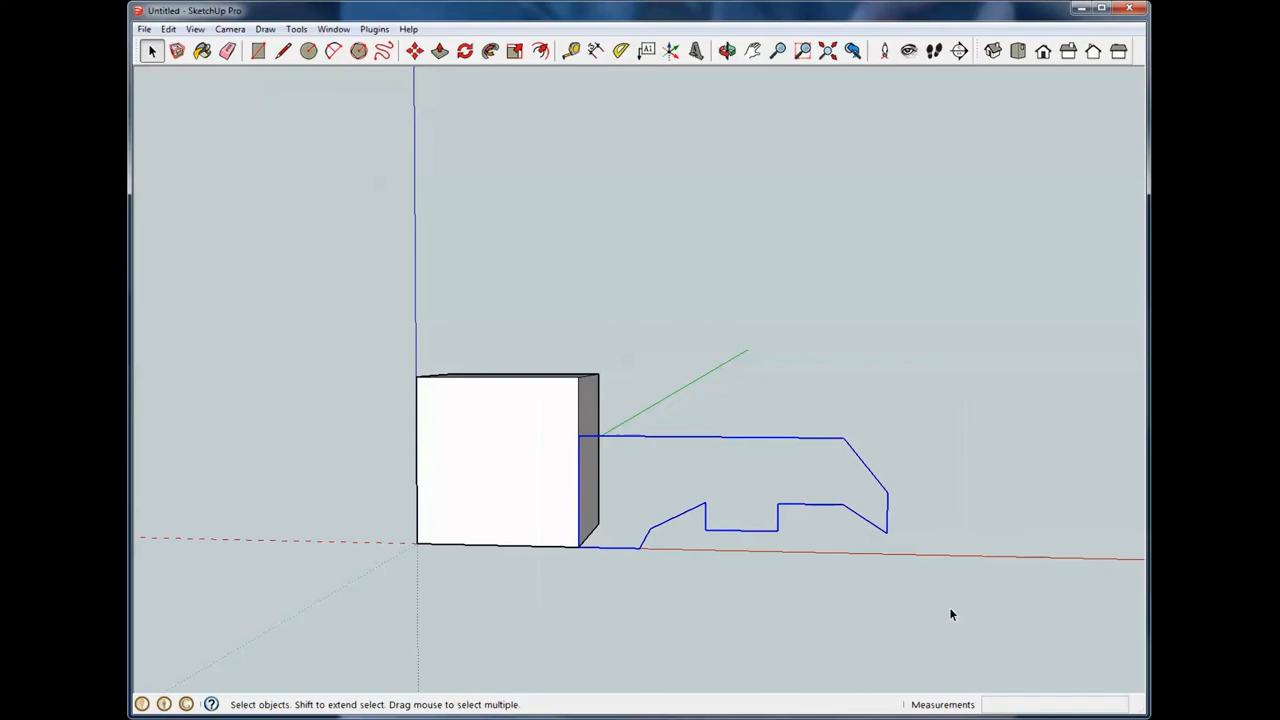 Untitled - SketchUp Pro
File Edit View Camera Draw Tools Window Plugins Help
A1
Select objects. Shift to extend select. Drag mouse to select multiple.
Measurements